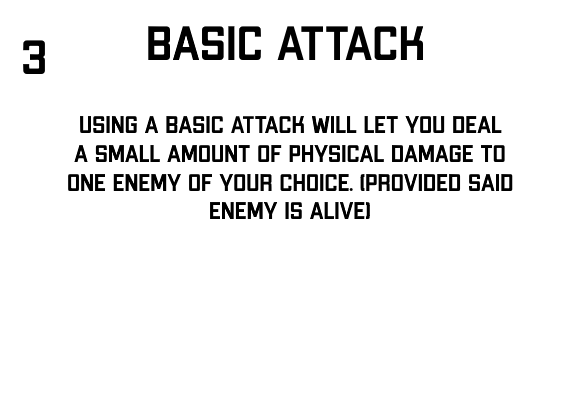 3
BASIC ATTACK
USING A BASIC ATTACK WILL LET YOU DEAL
A SMALL AMOUNT OF PHYSICAL DAMAGE TO
ONE ENEMY OF YOUR CHOICE. (PROVIDED SAID
ENEMY IS ALIVE)